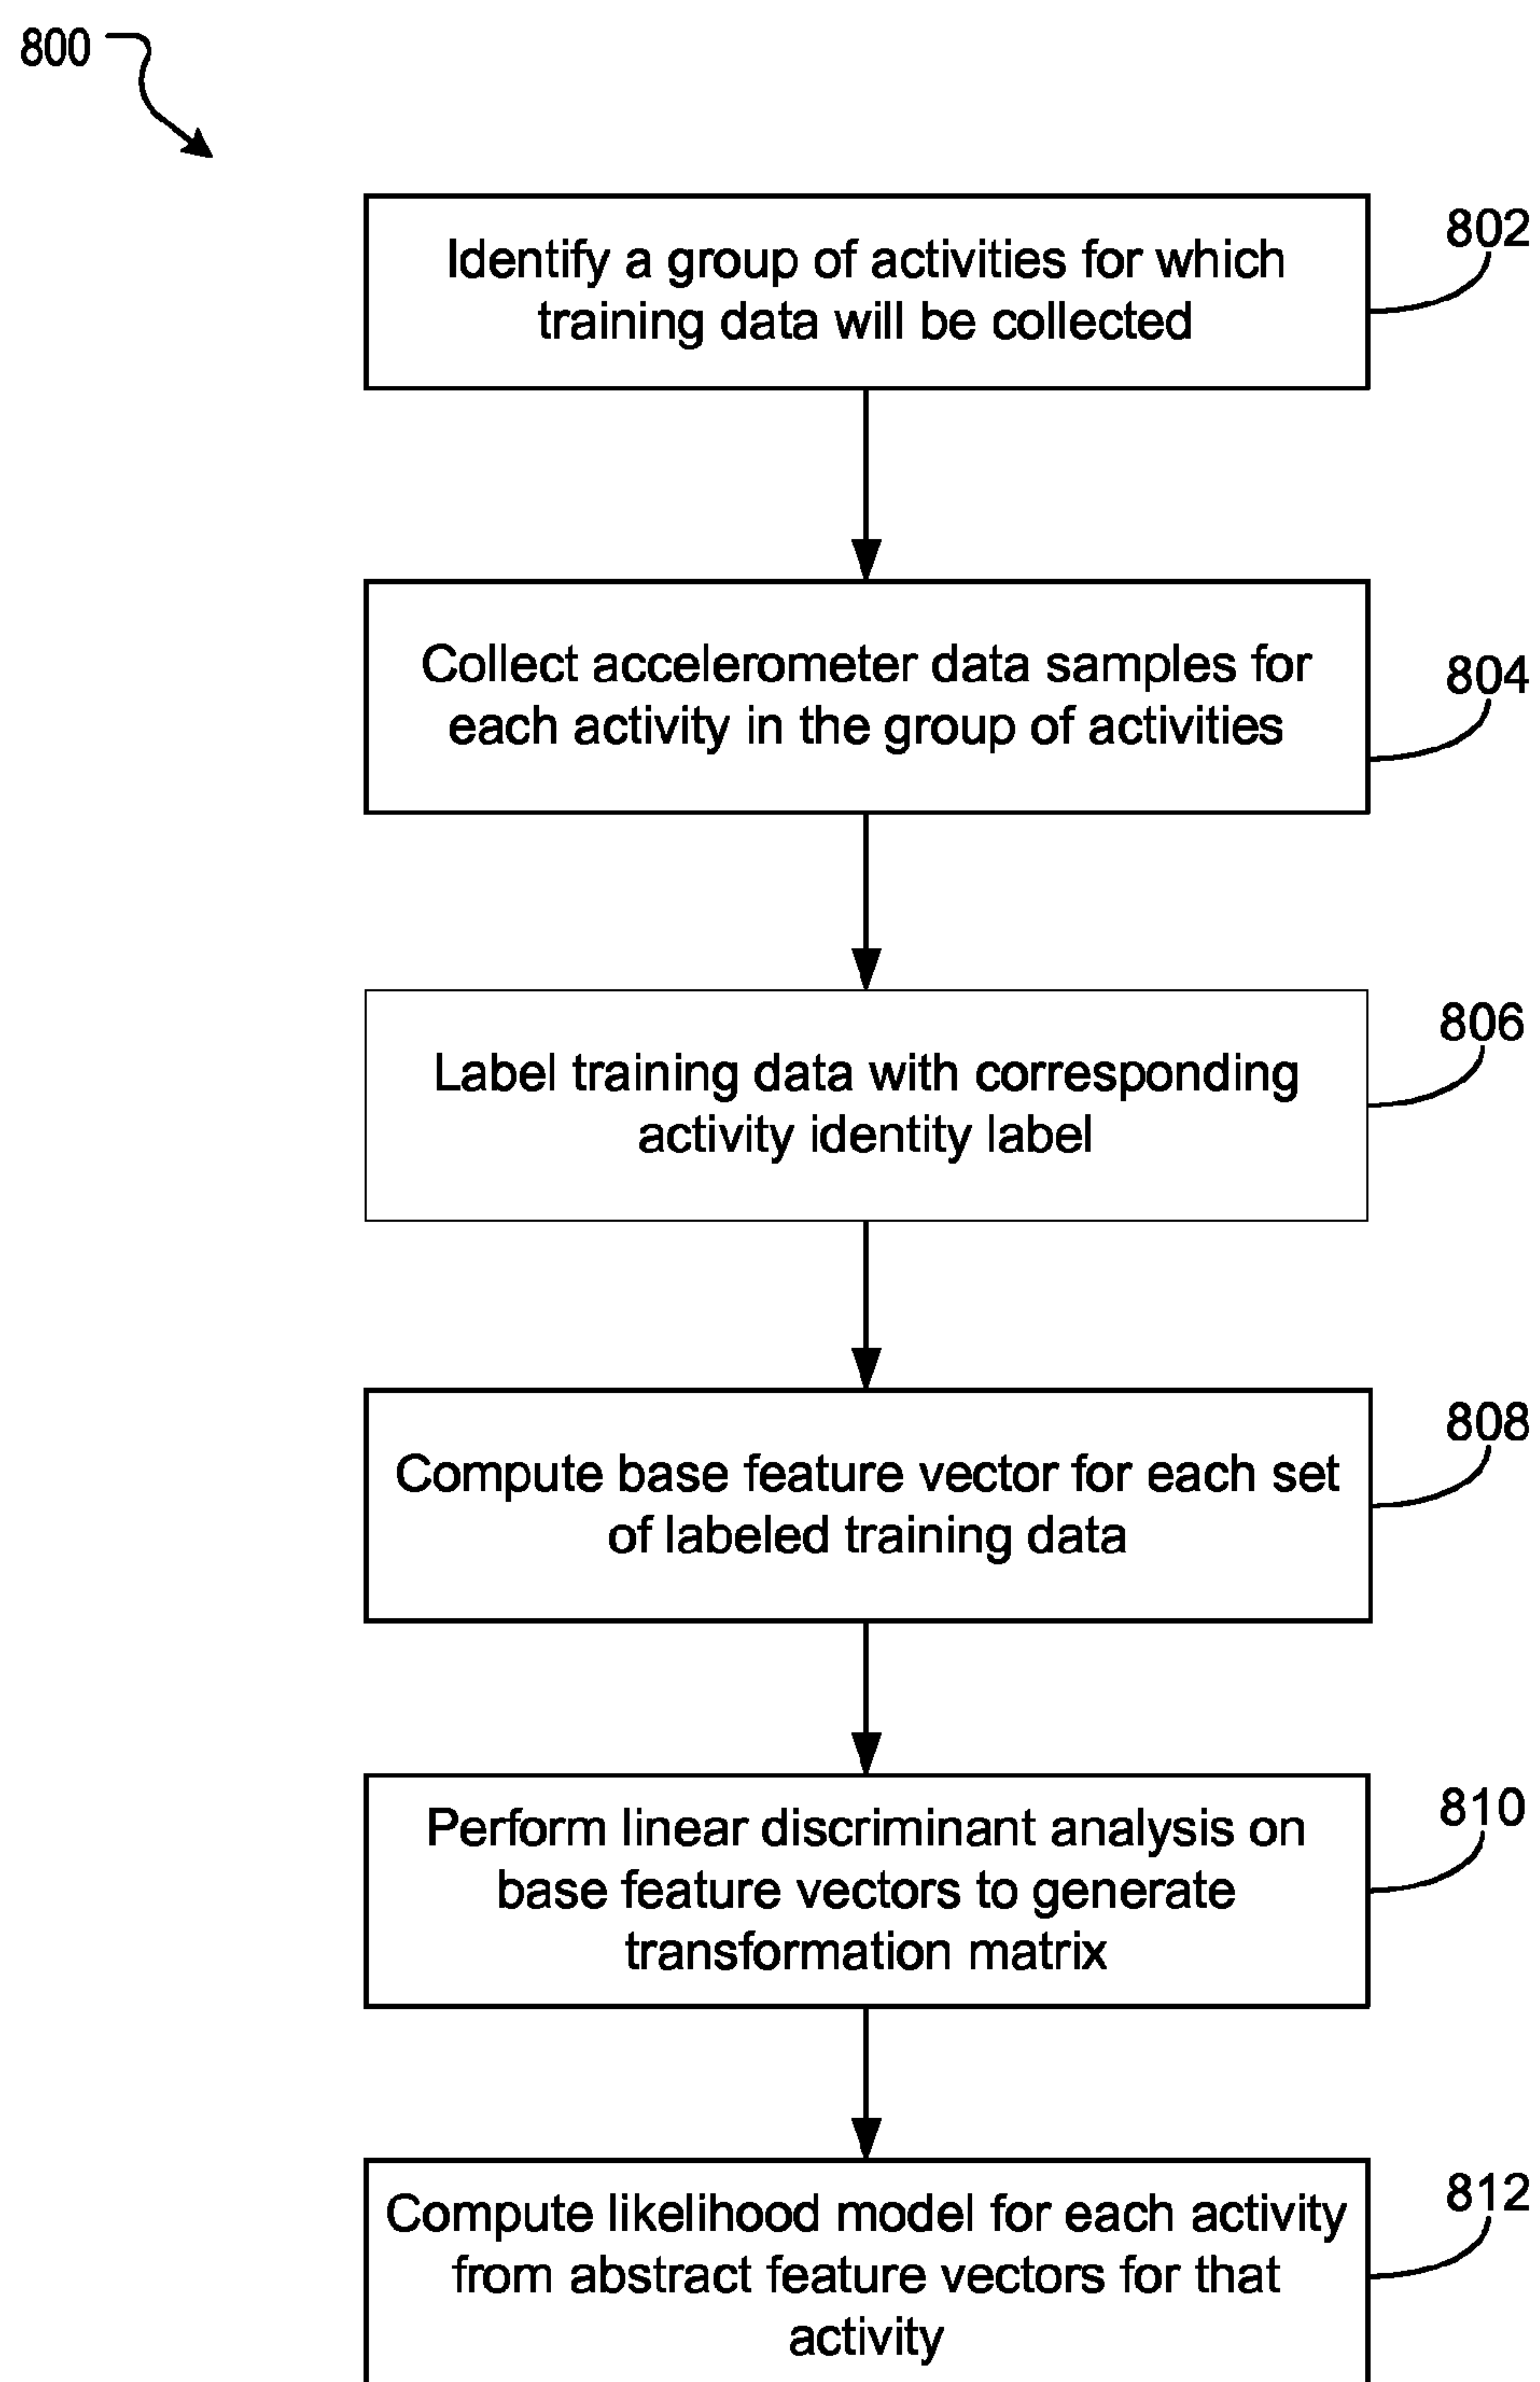 800
802
Identify a group of activities for which
training data will be collected
804
Collect accelerometer data samples for
each activity in the group of activities
806
Label training data with corresponding
activity identity label
808
Compute base feature vector for each set
of labeled training data
810
Perform linear discriminant analysis on
base feature vectors to generate
transformation matrix
812
Compute likelihood model for each activity
from abstract feature vectors for that
activity